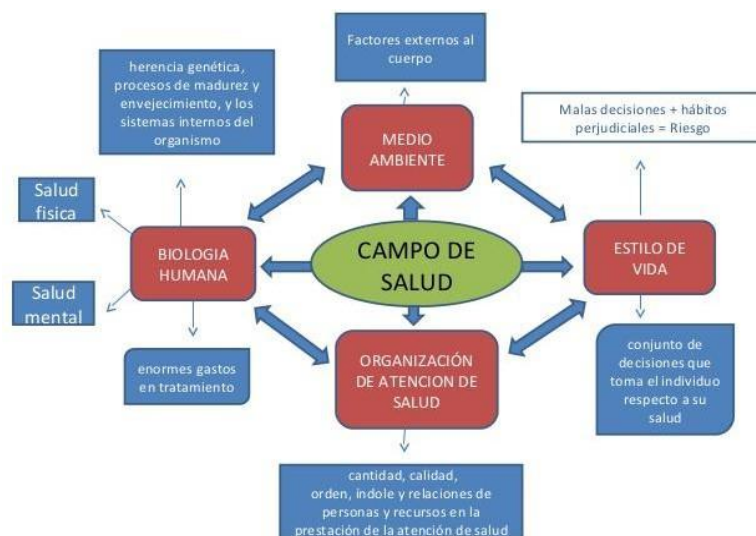 Factores externos al
cuerpo
herencia genética,
procesos de madurez y
envejecimiento, y los
sistemas internos del
organismo
Malas decisiones + hábitos
perjudiciales = Riesgo
MEDIO
AMBIENTE
Salud
fisica
BIOLOGIA
HUMANA
CAMPO DE
SALUD
ESTILO DE
VIDA
Salud
mental
enormes gastos
en tratamiento
ORGANIZACIÓN
DE ATENCION DE
SALUD
conjunto de
decisiones que
toma el individuo
respecto a su
salud
cantidad, calidad,
orden, índole y relaciones de
personas y recursos en la
prestación de la atención de salud